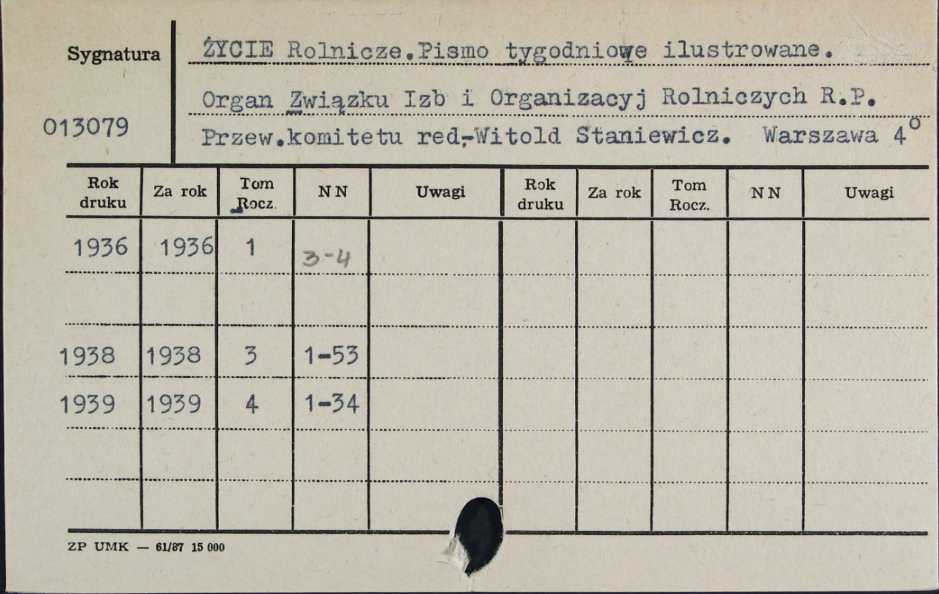 Sygnatura
ŻYCIE Rolnicze.Pismo tygodniowe ilustrowane.
Organ Związku Izb i Organizacyj Rolniczych R.P.
013079
Przew.komitetu red,-Witold Staniewicz. Warszawa 4°
Rok druku Za rok Tom Rocz. N N Uwagi Rok druku Za rok Tom Rocz. N N Uwagi
1936 1936 1 3-4
1938 1938 3 1-53
1939 1939 4 1-34
ZP UMK — 61/87 15 000